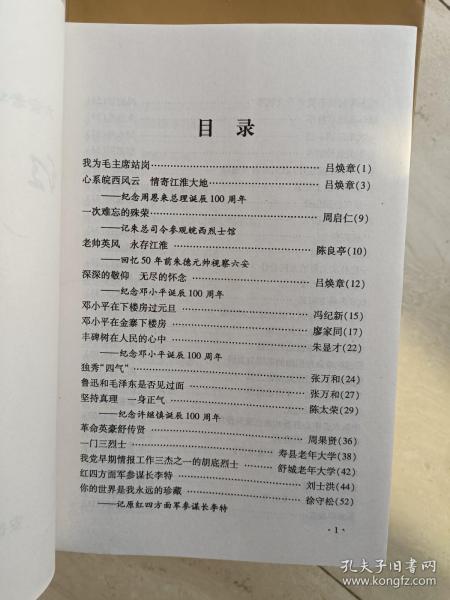 目 录
我为毛主席站岗……吕焕章(1)
心系皖西风云 情寄江淮大地……吕焕章(3)
——纪念周恩来总理诞辰100周年
一次难忘的殊荣……周启仁(9)
——记朱总司令参观皖西烈士馆
老帅英风 永存江淮……陈良亭(10)
——回忆50年前朱德元帅视察六安
深深的敬仰 无尽的怀念……吕焕章(12)
——纪念邓小平诞辰100周年
邓小平在下楼房过元旦……冯纪新(15)
邓小平在金寨下楼房……廖家同(17)
丰碑树在人民的心中……朱显才(22)
——纪念邓小平诞辰100周年
独秀“四气”……张万和(24)
鲁迅和毛泽东是否见过面……张万和(27)
坚持真理 一身正气……陈太荣(29)
——纪念许继慎诞辰100周年
革命英豪舒传贤……周果贤(36)
一门三烈士……寿县老年大学(38)
我党早期情报工作三杰之一的胡底烈士……舒城老年大学(42)
红四方面军参谋长李特……刘士洪(44)
你的世界是我永远的珍藏……徐守松(52)
——记原红四方面军参谋长李特
·1·
孔夫子旧书网
www.kongfz.com